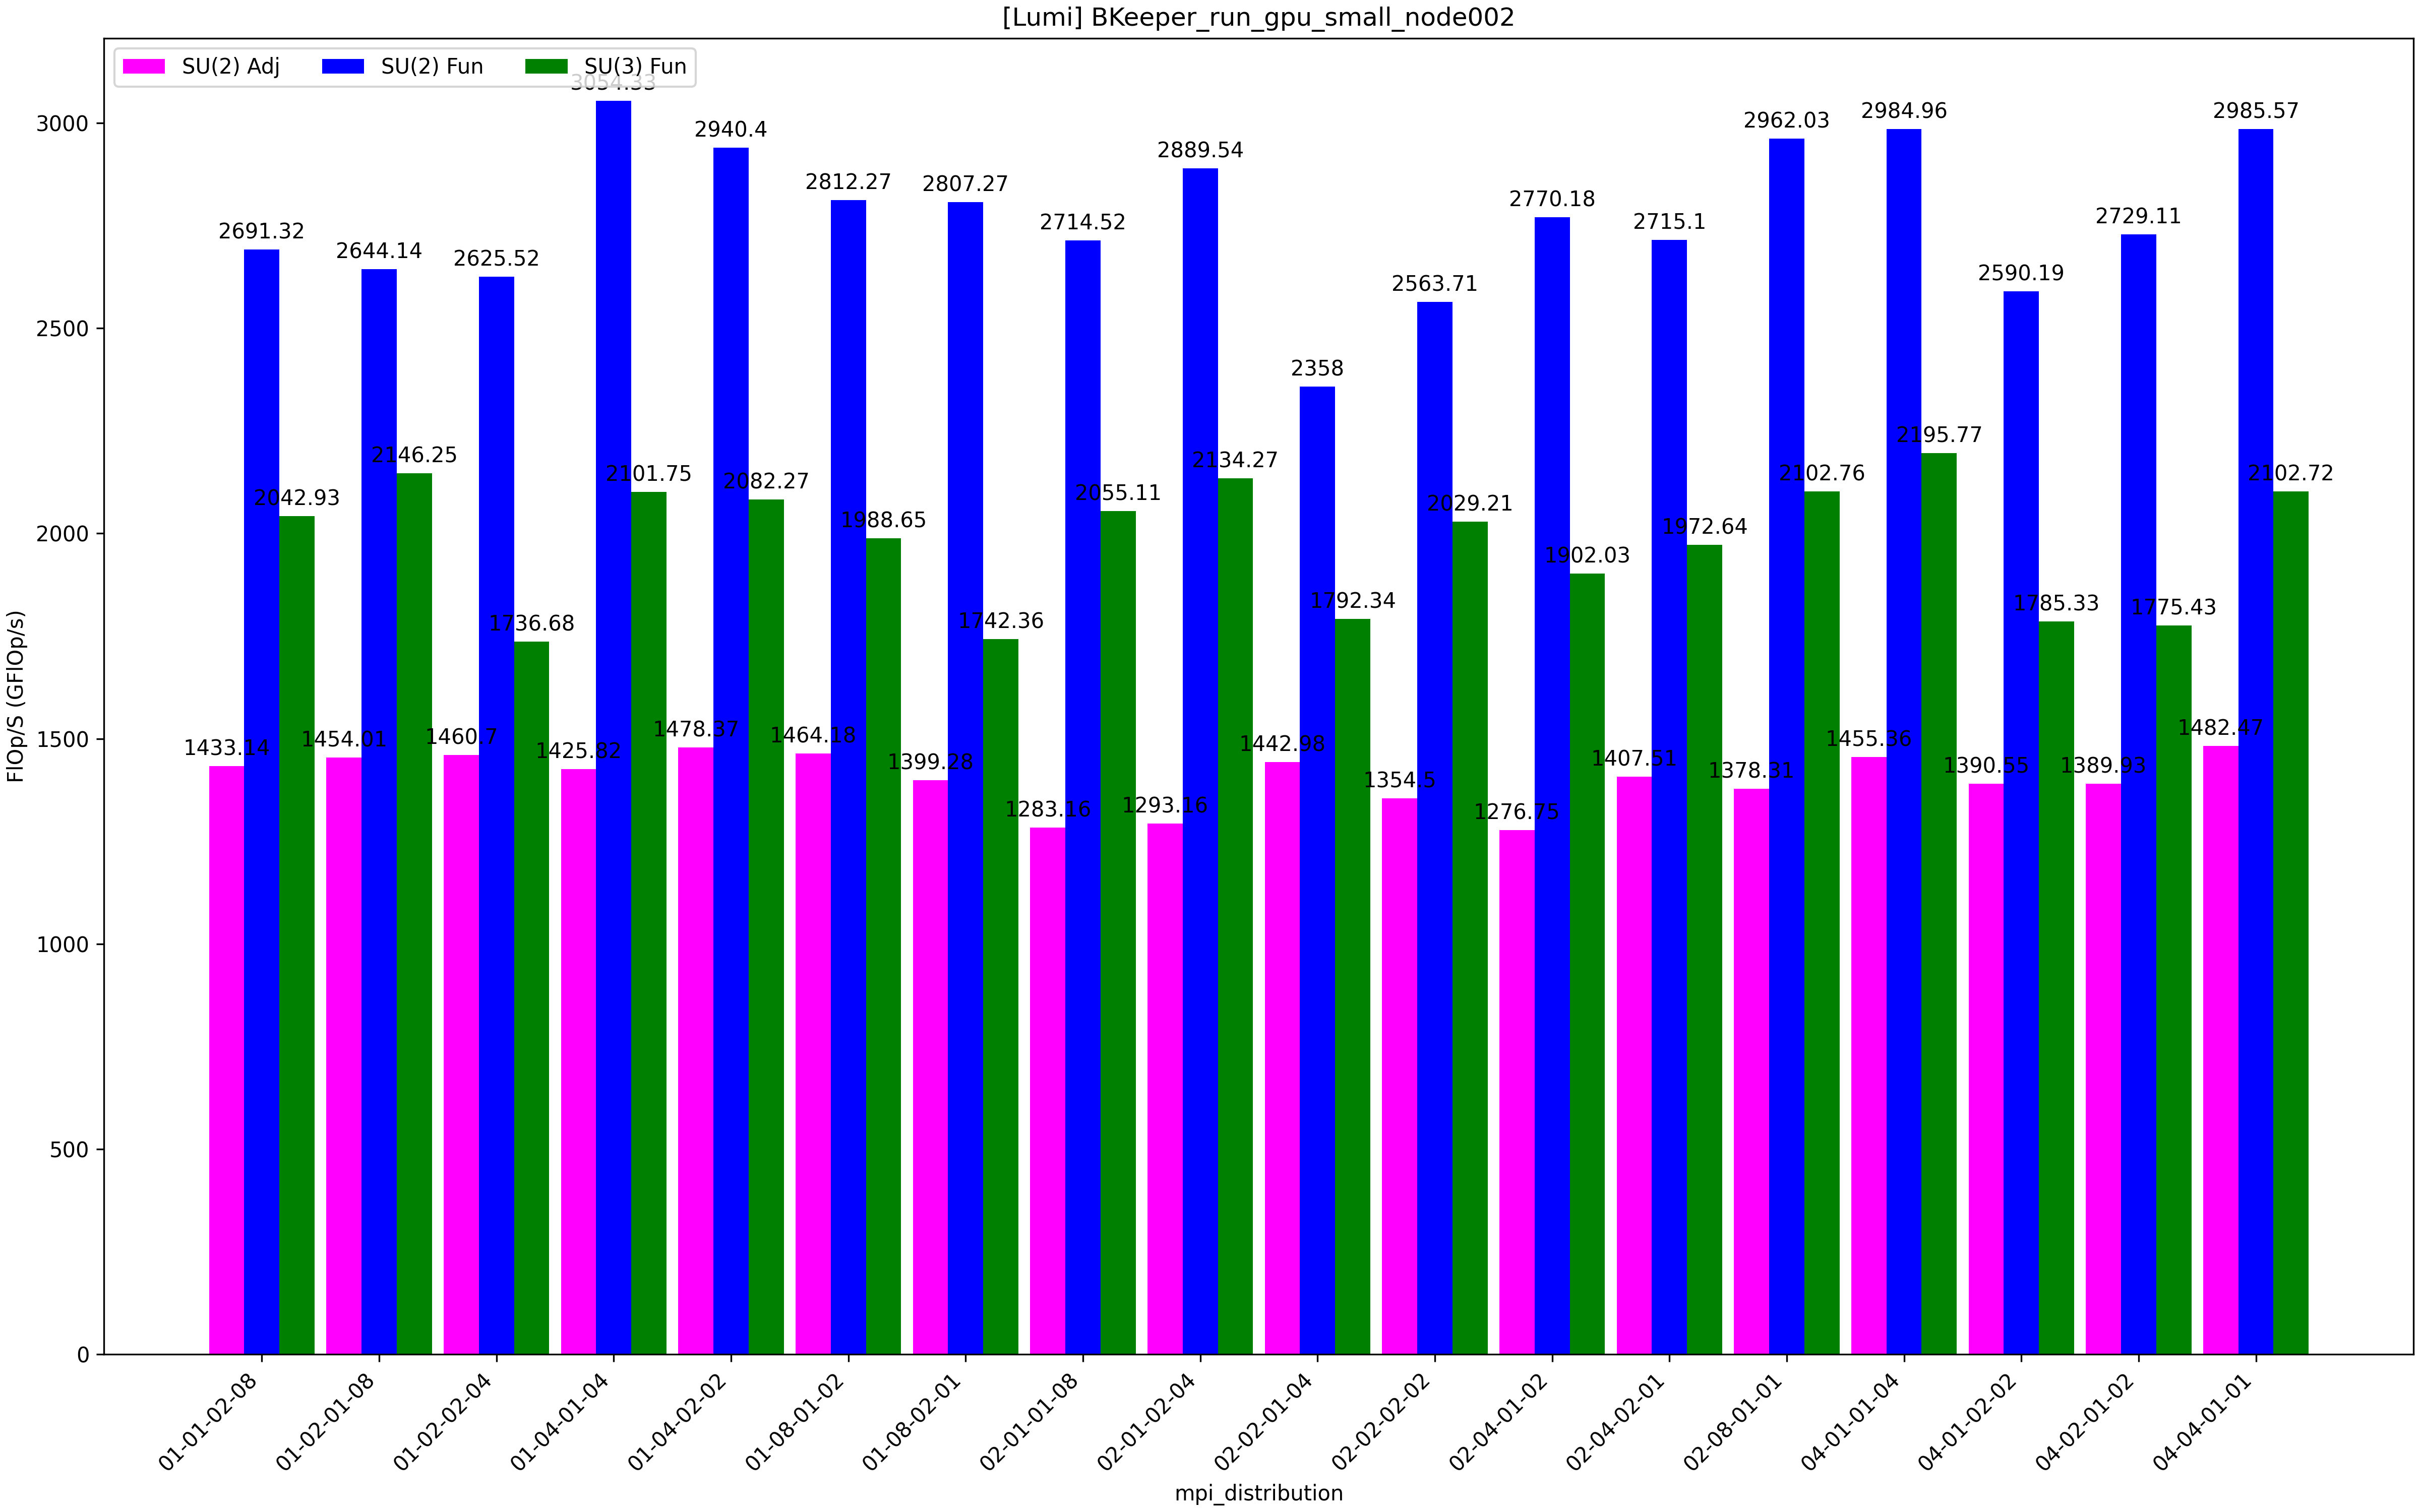 [Lumi] BKeeper_run_gpu_small_node002
SU(2) Adj SU(2) Fun SU(3) Fun
FlOp/S (GFlOp/s)
3000
2500
2000
1500
1000
500
0
1433.14 2691.32 2042.93
1454.01 2644.14 2146.25
1460.7 2625.52 1736.68
1425.82 3054.33 2101.75
1478.37 2940.4 2082.27
1464.18 2812.27 1988.65
1399.28 2807.27 1742.36
1283.16 2714.52 2055.11
1293.16 2889.54 2134.27
1442.98 2358 1792.34
1354.5 2563.71 2029.21
1276.75 2770.18 1902.03
1407.51 2715.1 1972.64
1378.31 2962.03 2102.76
1455.36 2984.96 2195.77
1390.55 2590.19 1785.33
1389.93 2729.11 1775.43
1482.47 2985.57 2102.72
01-01-02-08
01-02-01-08
01-02-02-04
01-04-01-04
01-04-02-02
01-08-01-02
01-08-02-01
02-01-01-08
02-01-02-04
02-02-01-04
02-02-02-02
02-04-01-02
02-04-02-01
02-08-01-01
04-01-01-04
04-01-02-02
04-02-01-02
04-04-01-01
mpi_distribution